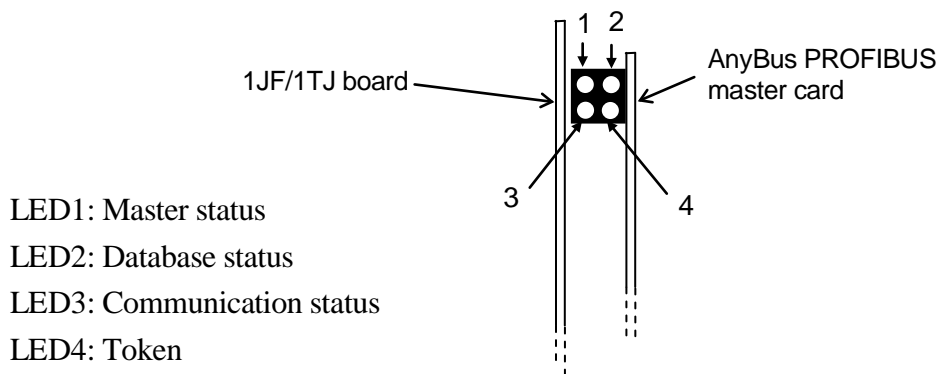 1 2
1JF/1TJ board
AnyBus PROFIBUS
master card
3
4
LED1: Master status
LED2: Database status
LED3: Communication status
LED4: Token